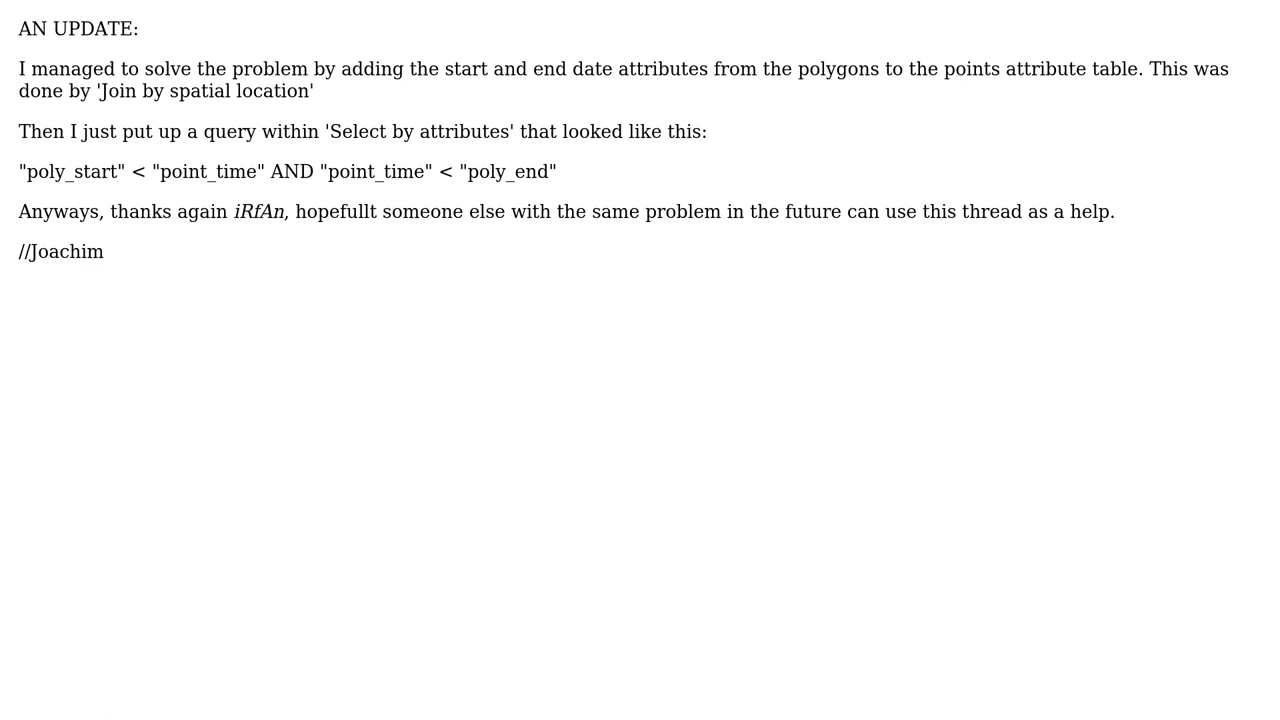 AN UPDATE:
I managed to solve the problem by adding the start and end date attributes from the polygons to the points attribute table. This was
done by 'Join by spatial location'
Then I just put up a query within 'Select by attributes' that looked like this:
"poly_start" < "point_time" AND "point_time" < "poly_end"
Anyways, thanks again iRfAn, hopefullt someone else with the same problem in the future can use this thread as a help.
//Joachim